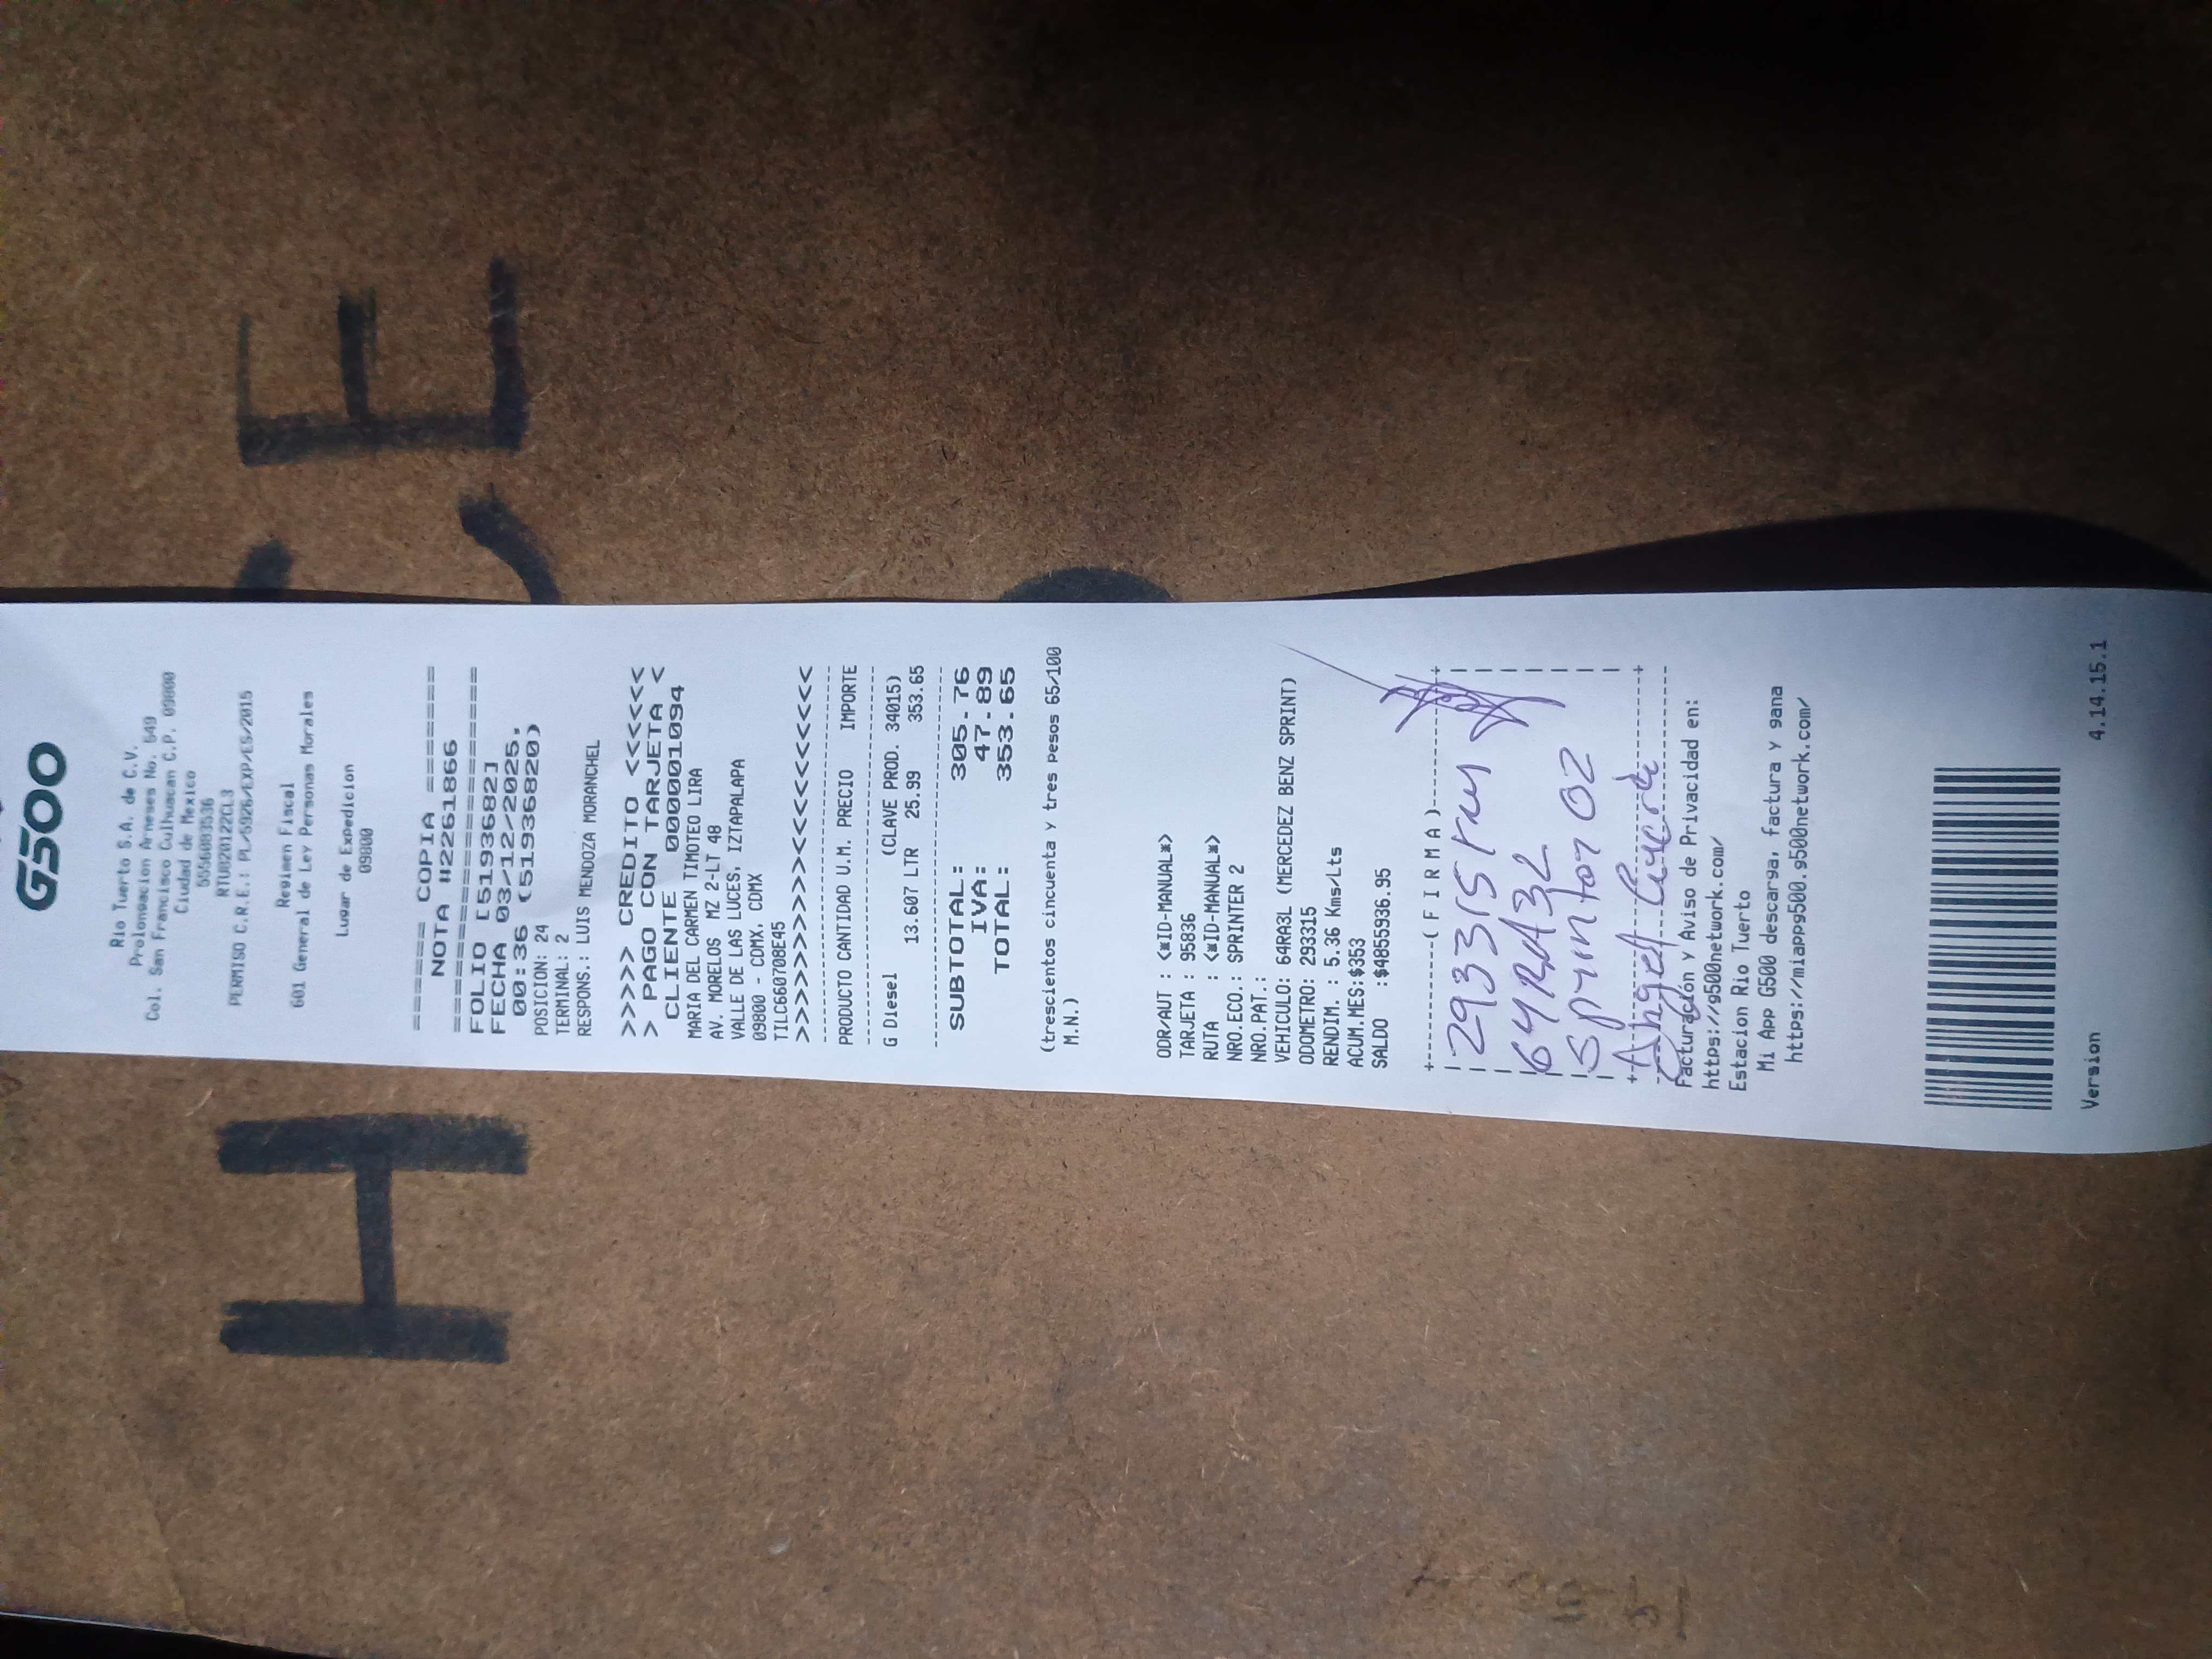 G500
Rio Tuerto S.A. de C.V.
Prolongacion Arneses No. 549
Col. San Francisco Culhuacan C.P. 09800
Ciudad de Mexico
5556083536
RTU020122CL3
PERMISO C.R.E.: PL/5926/EXP/ES/2015
Regimen Fiscal
601 General de Ley Personas Morales
Lugar de Expedicion
09800
====== COPIA =======
NOTA #2261866
====================
FOLIO [51936821]
FECHA 03/12/2025,
00:36 (51936820)
POSICION: 24
TERMINAL: 2
RESPONS.: LUIS MENDOZA MORANCHEL
>>>>> CREDITO <<<<<<
> PAGO CON TARJETA <
CLIENTE 0000001094
MARIA DEL CARMEN TIMOTEO LIRA
AV. MORELOS MZ 2-LT 48
VALLE DE LAS LUCES, IZTAPALAPA
09800 - CDMX, CDMX
TILC660708E45
>>>>>>>>>><<<<<<<<<<
PRODUCTO CANTIDAD U.M. PRECIO IMPORTE
G Diesel (CLAVE PROD. 34015)
13.607 LTR 25.99 353.65
SUBTOTAL: 305.76
IVA: 47.89
TOTAL: 353.65
(trescientos cincuenta y tres pesos 65/100
M.N.)
ODR/AUT : <*ID-MANUAL*>
TARJETA : 95836
RUTA : <*ID-MANUAL*>
NRO.ECO.: SPRINTER 2
NRO.PAT.:
VEHICULO: 64RA3L (MERCEDEZ BENZ SPRINT)
ODOMETRO: 293315
RENDIM. : 5.36 Kms/Lts
ACUM.MES:$353
SALDO :$4855936.95
+----------( F I R M A )----------+
293315 km
64RA3L
Sprinter 02
Angel
Facturación y Aviso de Privacidad en:
https://g500network.com/
Estacion Rio Tuerto
Mi App G500 descarga, factura y gana
https://miappg500.g500network.com/
Version 4.14.15.1
H
E